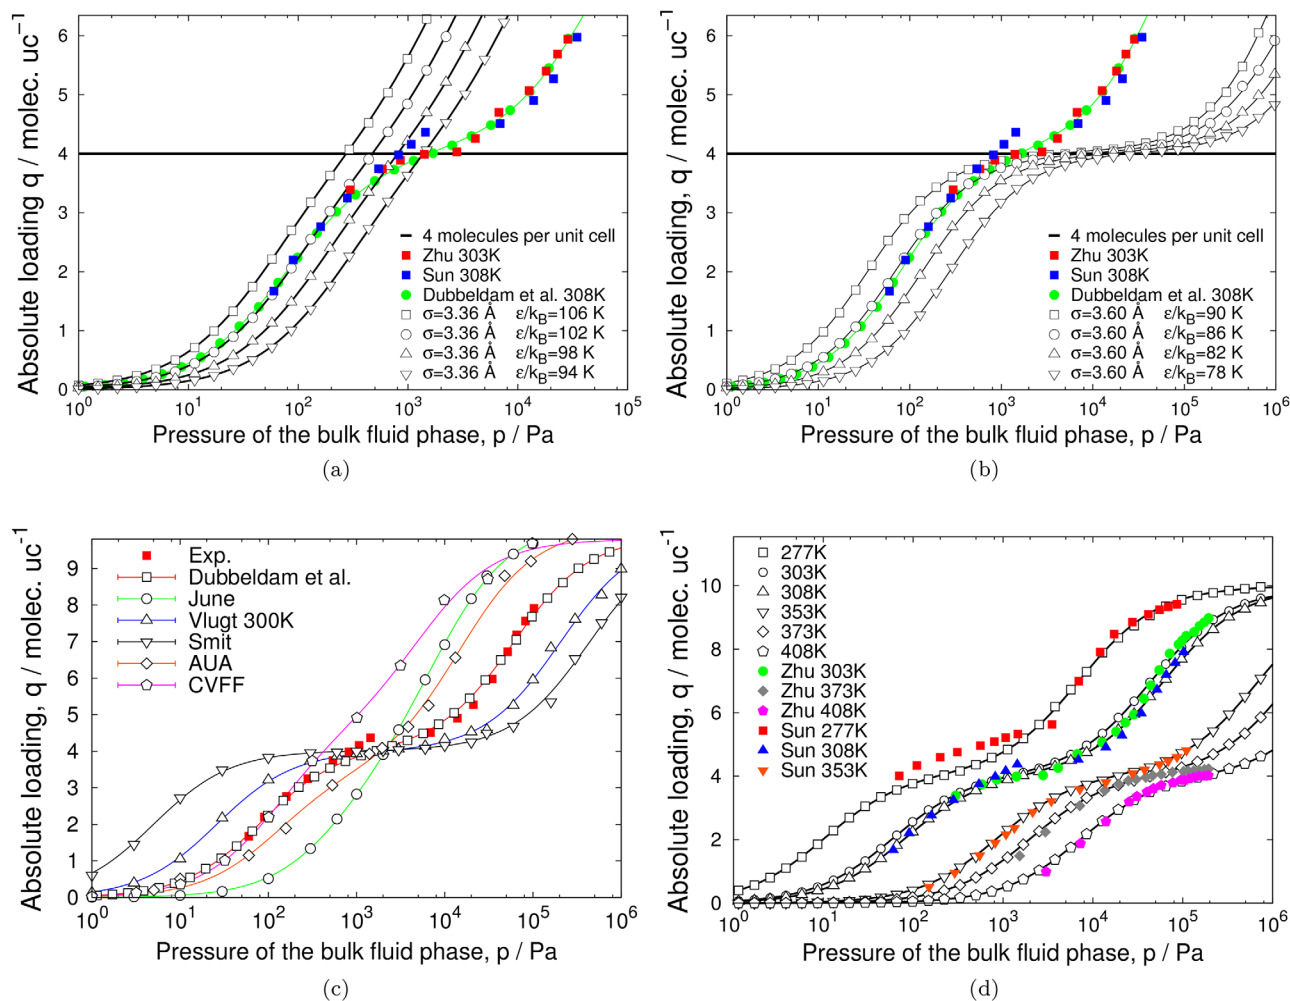 Absolute loading q / molec. uc⁻¹
6
5
4
3
2
1
0
4 molecules per unit cell
Zhu 303K
Sun 308K
Dubbeldam et al. 308K
σ=3.36 Å ε/k_B=106 K
σ=3.36 Å ε/k_B=102 K
σ=3.36 Å ε/k_B=98 K
σ=3.36 Å ε/k_B=94 K
10⁰ 10¹ 10² 10³ 10⁴ 10⁵
Pressure of the bulk fluid phase, p / Pa
(a)
Absolute loading, q / molec. uc⁻¹
6
5
4
3
2
1
0
4 molecules per unit cell
Zhu 303K
Sun 308K
Dubbeldam et al. 308K
σ=3.60 Å ε/k_B=90 K
σ=3.60 Å ε/k_B=86 K
σ=3.60 Å ε/k_B=82 K
σ=3.60 Å ε/k_B=78 K
10⁰ 10¹ 10² 10³ 10⁴ 10⁵ 10⁶
Pressure of the bulk fluid phase, p / Pa
(b)
Absolute loading, q / molec. uc⁻¹
9
8
7
6
5
4
3
2
1
0
Exp.
Dubbeldam et al.
June
Vlugt 300K
Smit
AUA
CVFF
10⁰ 10¹ 10² 10³ 10⁴ 10⁵ 10⁶
Pressure of the bulk fluid phase, p / Pa
(c)
Absolute loading, q / molec. uc⁻¹
10
8
6
4
2
0
277K
303K
308K
353K
373K
408K
Zhu 303K
Zhu 373K
Zhu 408K
Sun 277K
Sun 308K
Sun 353K
10⁰ 10¹ 10² 10³ 10⁴ 10⁵ 10⁶
Pressure of the bulk fluid phase, p / Pa
(d)